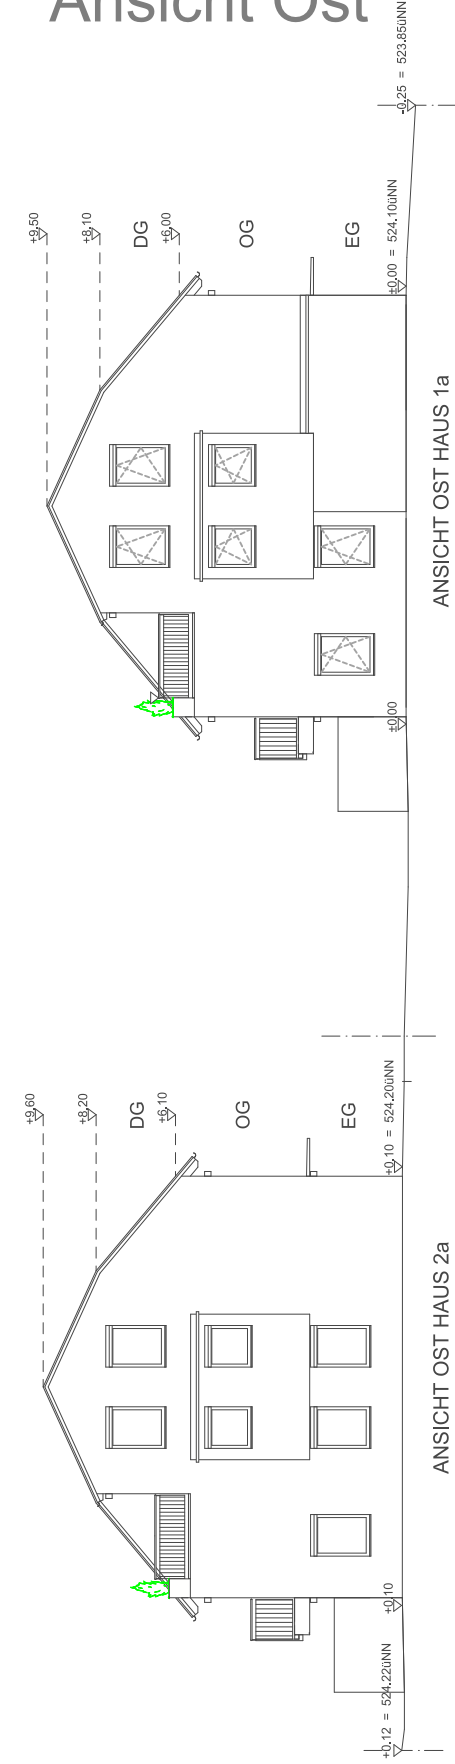 Ansicht Ost
-0.25 = 523.85üNN
+9.50
+8.10
DG
+6.00
OG
EG
±0.00 = 524.10üNN
ANSICHT OST HAUS 1a
±0.00
+9.60
+8.20
DG
+6.10
OG
EG
+0.10 = 524.20üNN
ANSICHT OST HAUS 2a
+0.10
+0.12 = 524.22üNN